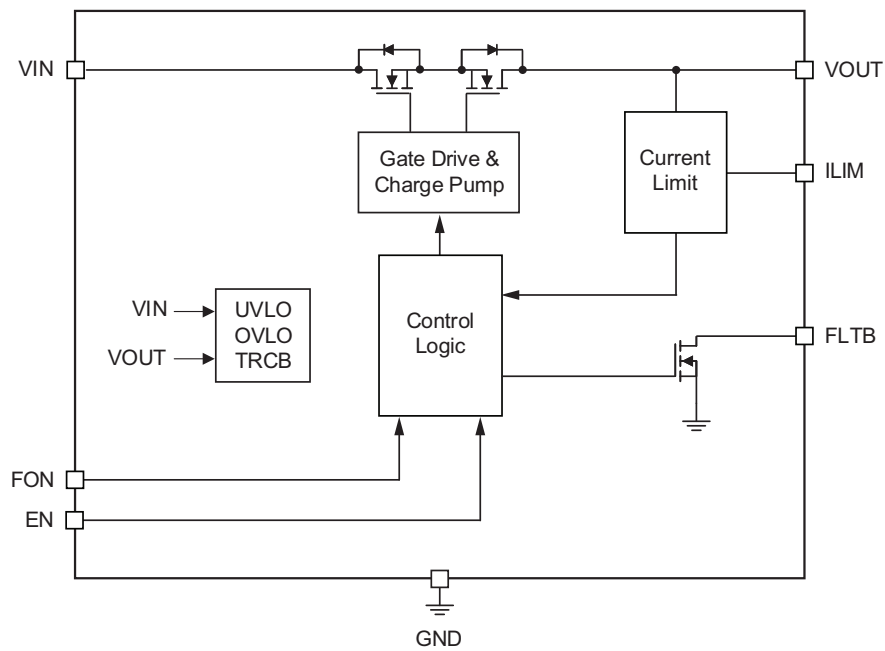 VIN
VOUT
Gate Drive &
Charge Pump
Current
Limit
ILIM
Control
Logic
VIN
VOUT
UVLO
OVLO
TRCB
FLTB
FON
EN
GND